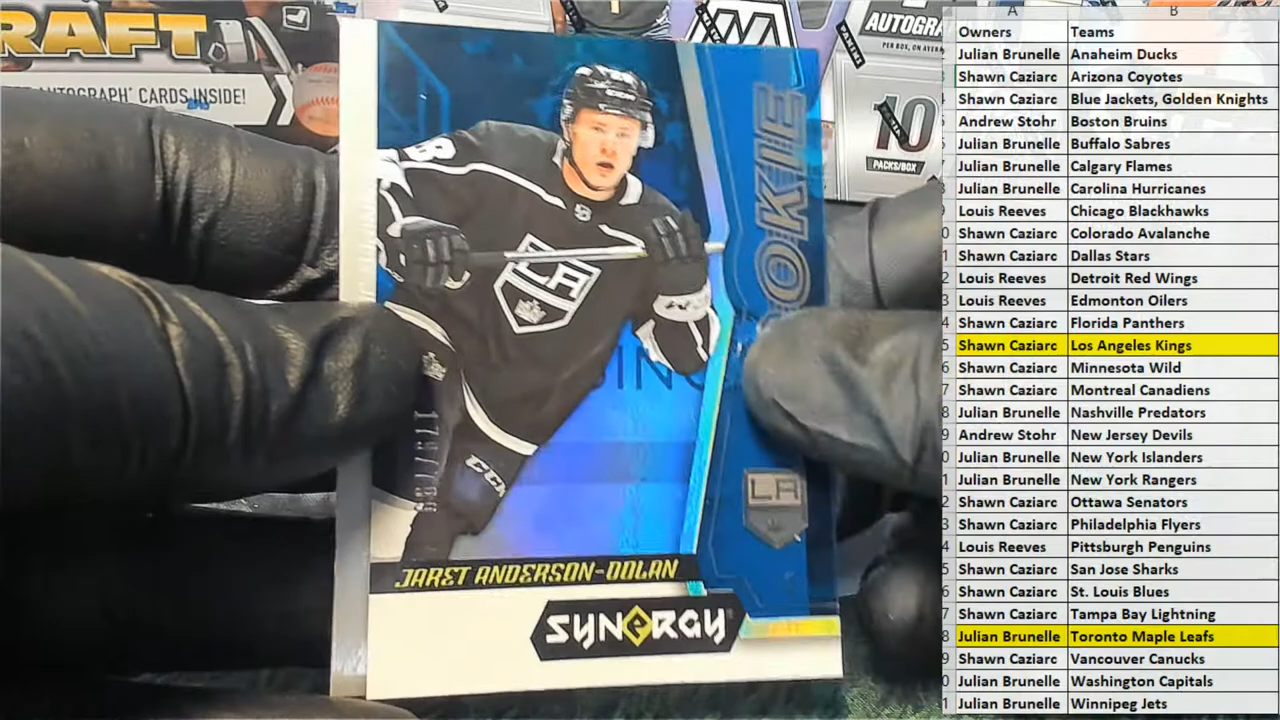 RAFT
AUTOGRAPH® CARDS INSIDE!
AUTOGRA
PER BOX, ON AVERA
PANINI
10
PACKS/BOX
OKIE
LA
CCM
LA
JARET ANDERSON-DOLAN
SYNERGY
A B
Owners Teams
Julian Brunelle Anaheim Ducks
Shawn Caziarc Arizona Coyotes
Shawn Caziarc Blue Jackets, Golden Knights
Andrew Stohr Boston Bruins
Julian Brunelle Buffalo Sabres
Julian Brunelle Calgary Flames
Julian Brunelle Carolina Hurricanes
Louis Reeves Chicago Blackhawks
Shawn Caziarc Colorado Avalanche
Shawn Caziarc Dallas Stars
Louis Reeves Detroit Red Wings
Louis Reeves Edmonton Oilers
Shawn Caziarc Florida Panthers
Shawn Caziarc Los Angeles Kings
Shawn Caziarc Minnesota Wild
Shawn Caziarc Montreal Canadiens
Julian Brunelle Nashville Predators
Andrew Stohr New Jersey Devils
Julian Brunelle New York Islanders
Julian Brunelle New York Rangers
Shawn Caziarc Ottawa Senators
Shawn Caziarc Philadelphia Flyers
Louis Reeves Pittsburgh Penguins
Shawn Caziarc San Jose Sharks
Shawn Caziarc St. Louis Blues
Shawn Caziarc Tampa Bay Lightning
Julian Brunelle Toronto Maple Leafs
Shawn Caziarc Vancouver Canucks
Julian Brunelle Washington Capitals
Julian Brunelle Winnipeg Jets